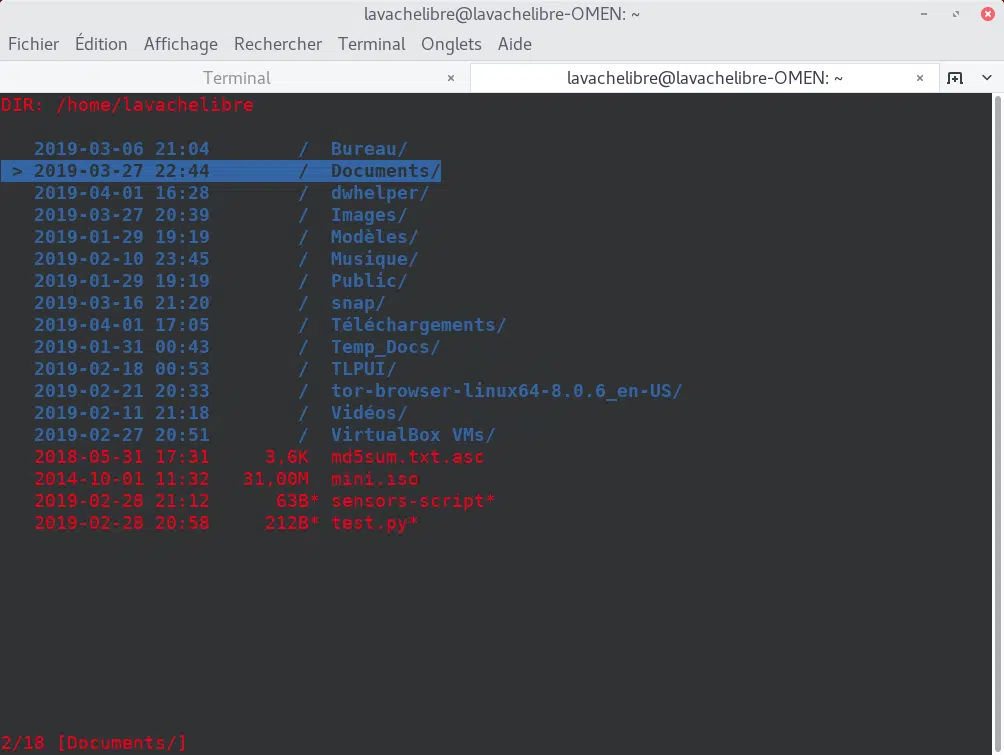 lavachelibre@lavachelibre-OMEN: ~
Fichier Édition Affichage Rechercher Terminal Onglets Aide
Terminal × lavachelibre@lavachelibre-OMEN: ~ ×
DIR: /home/lavachelibre
2019-03-06 21:04 / Bureau/
> 2019-03-27 22:44 / Documents/
2019-04-01 16:28 / dwhelper/
2019-03-27 20:39 / Images/
2019-01-29 19:19 / Modèles/
2019-02-10 23:45 / Musique/
2019-01-29 19:19 / Public/
2019-03-16 21:20 / snap/
2019-04-01 17:05 / Téléchargements/
2019-01-31 00:43 / Temp_Docs/
2019-02-18 00:53 / TLPUI/
2019-02-21 20:33 / tor-browser-linux64-8.0.6_en-US/
2019-02-11 21:18 / Vidéos/
2019-02-27 20:51 / VirtualBox VMs/
2018-05-31 17:31 3,6K md5sum.txt.asc
2014-10-01 11:32 31,00M mini.iso
2019-02-28 21:12 63B* sensors-script*
2019-02-28 20:58 212B* test.py*
2/18 [Documents/]